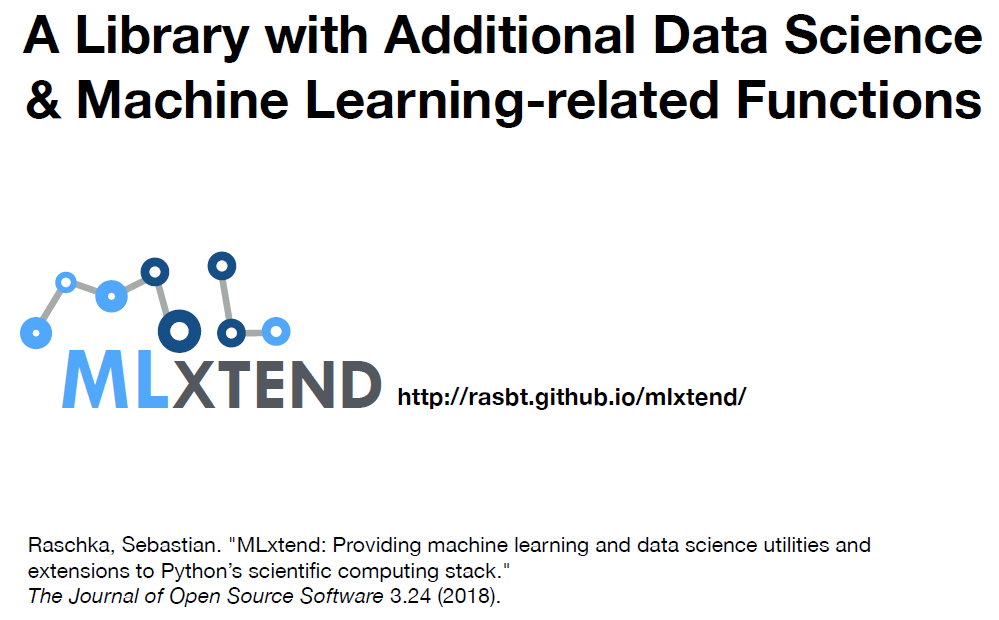 A Library with Additional Data Science
& Machine Learning-related Functions
MLXTEND http://rasbt.github.io/mlxtend/
Raschka, Sebastian. "MLxtend: Providing machine learning and data science utilities and
extensions to Python’s scientific computing stack."
The Journal of Open Source Software 3.24 (2018).